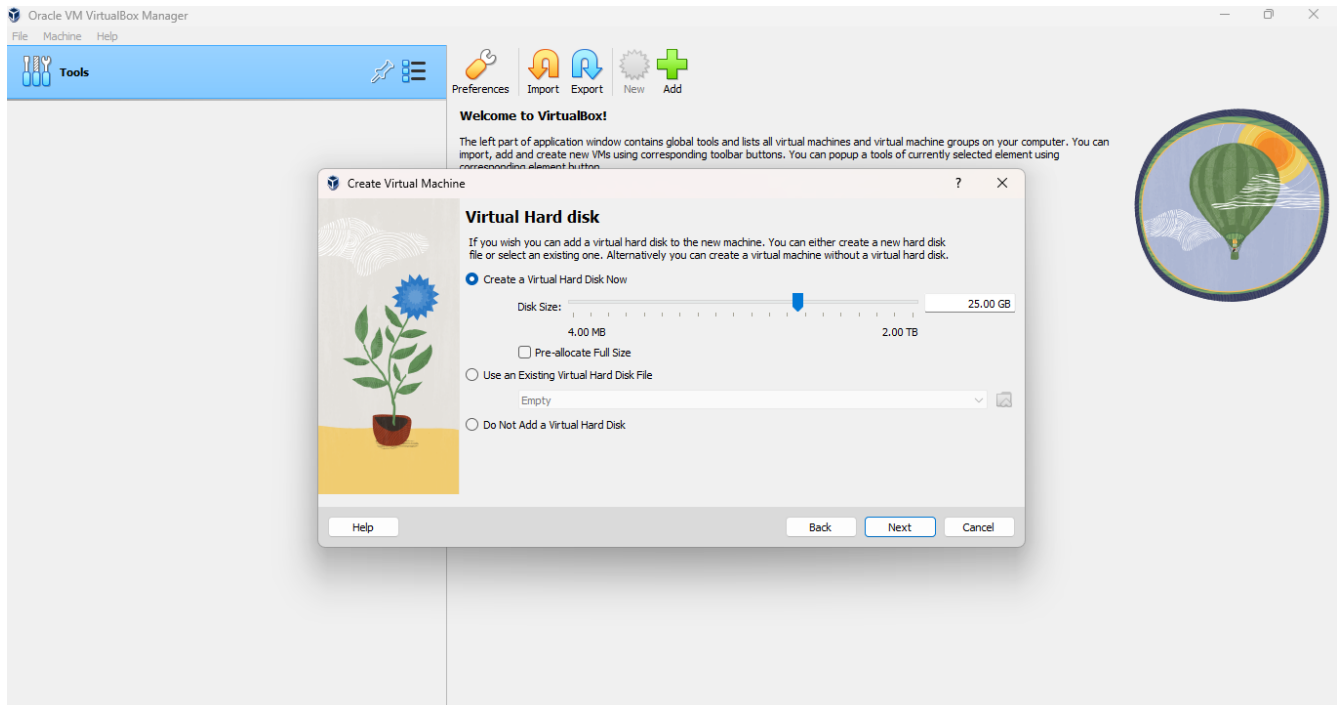 Oracle VM VirtualBox Manager
File Machine Help
Tools
Preferences Import Export New Add
Welcome to VirtualBox!
The left part of application window contains global tools and lists all virtual machines and virtual machine groups on your computer. You can
import, add and create new VMs using corresponding toolbar buttons. You can popup a tools of currently selected element using
corresponding element button
Create Virtual Machine ?
Virtual Hard disk
If you wish you can add a virtual hard disk to the new machine. You can either create a new hard disk
file or select an existing one. Alternatively you can create a virtual machine without a virtual hard disk.
Create a Virtual Hard Disk Now
Disk Size: 25.00 GB
4.00 MB 2.00 TB
Pre-allocate Full Size
Use an Existing Virtual Hard Disk File
Empty
Do Not Add a Virtual Hard Disk
Help Back Next Cancel